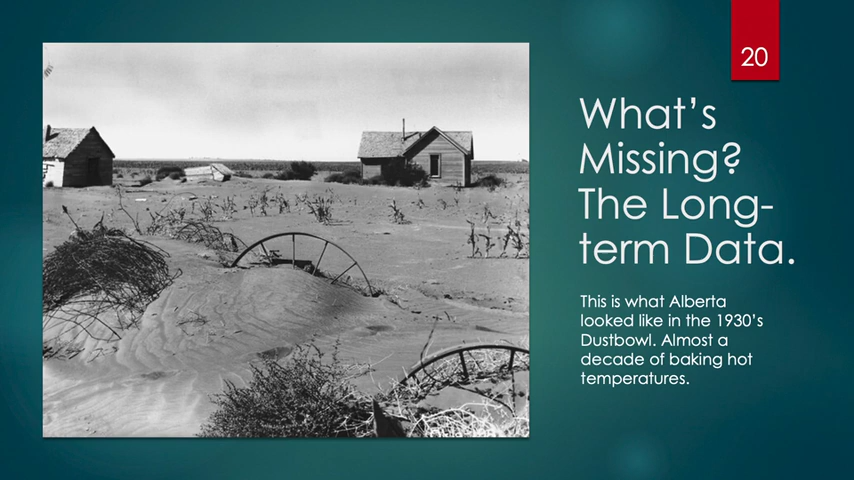 20
What's
Missing?
The Long-
term Data.
This is what Alberta
looked like in the 1930's
Dustbowl. Almost a
decade of baking hot
temperatures.